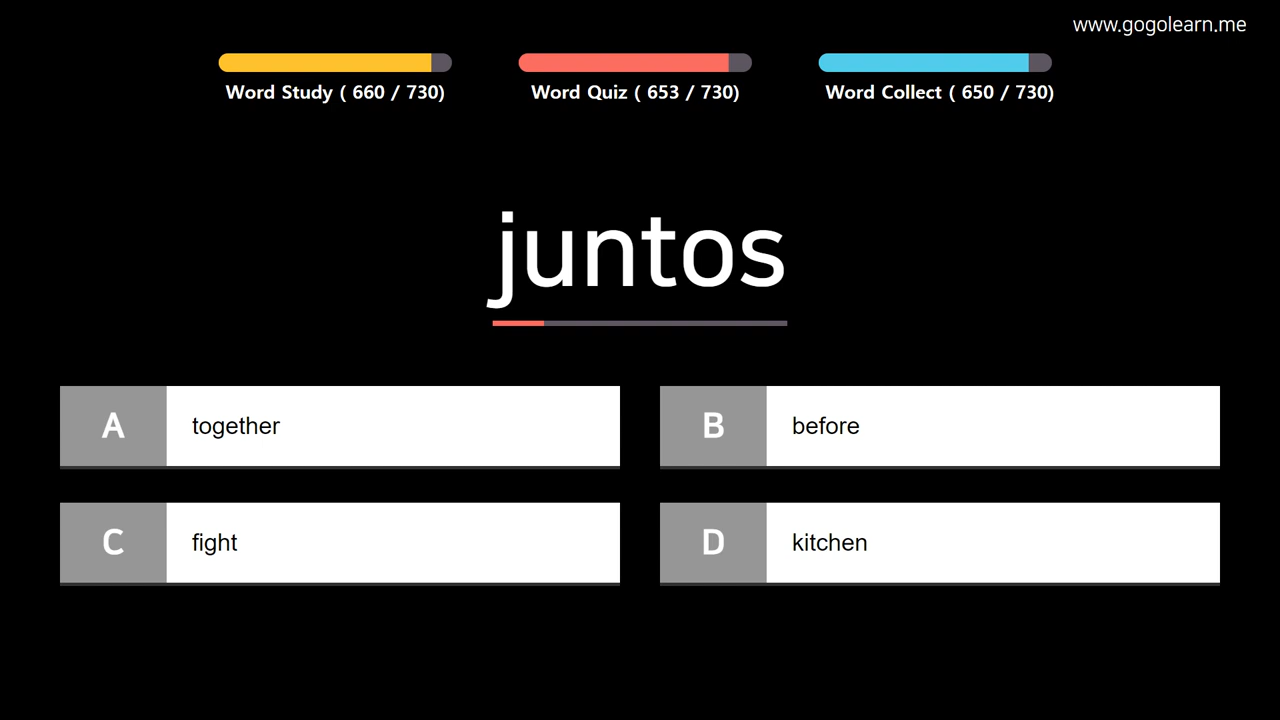 www.gogolearn.me
Word Study ( 660 / 730)
Word Quiz ( 653 / 730)
Word Collect ( 650 / 730)
juntos
A together
B before
C fight
D kitchen